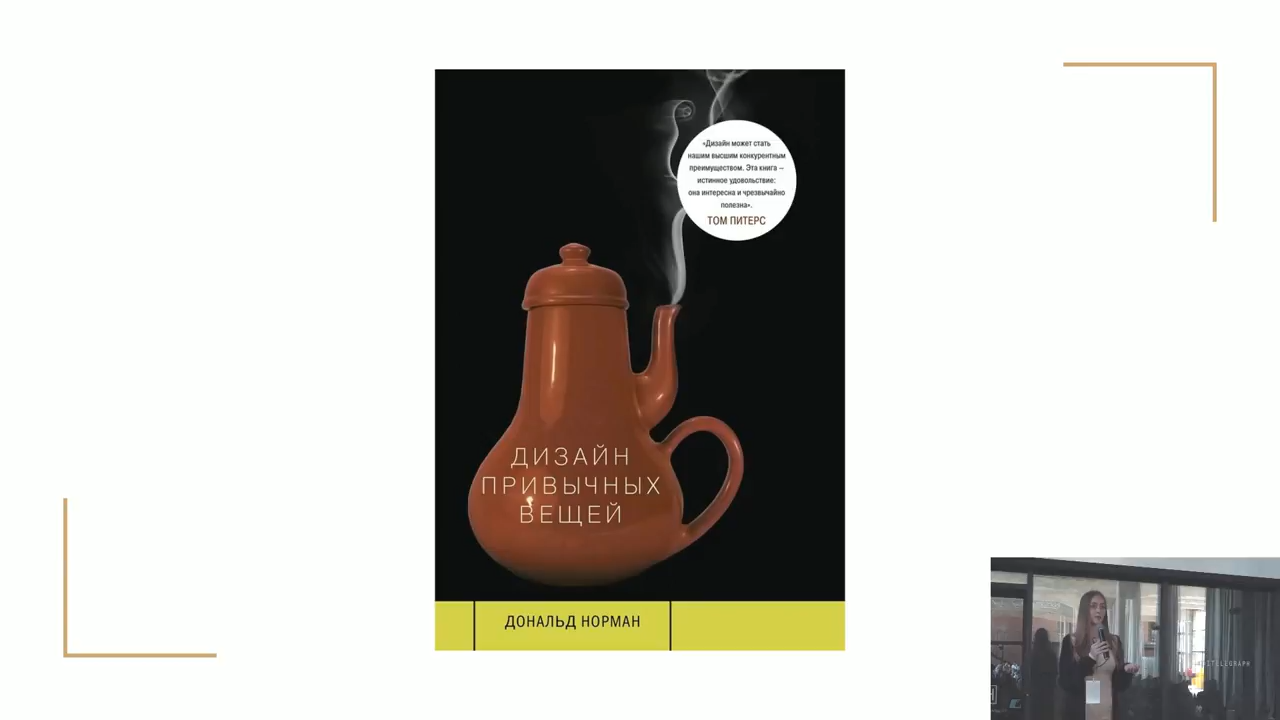 «Дизайн может стать
нашим высшим конкурентным
преимуществом. Эта книга –
истинное удовольствие:
она интересна и чрезвычайно
полезна».
ТОМ ПИТЕРС
ДИЗАЙН
ПРИВЫЧНЫХ
ВЕЩЕЙ
ДОНАЛЬД НОРМАН